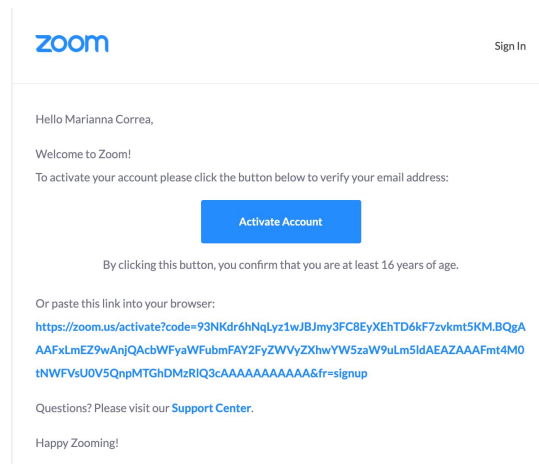 zoom
Sign In
Hello Marianna Correa,
Welcome to Zoom!
To activate your account please click the button below to verify your email address:
Activate Account
By clicking this button, you confirm that you are at least 16 years of age.
Or paste this link into your browser:
https://zoom.us/activate?code=93NKdr6hNqLyz1wJBJmy3FC8EyXEhTD6kF7zvkmt5KM.BQgA
AAFxLmEZ9wAnjQAcbWFyaWFubmFAY2FyZWVyZXhwYW5zaW9uLm5ldAEAZAAAFmt4M0
tNWFVsU0V5QnpMTGhDMzRIQ3cAAAAAAAAAAA&fr=signup
Questions? Please visit our Support Center.
Happy Zooming!